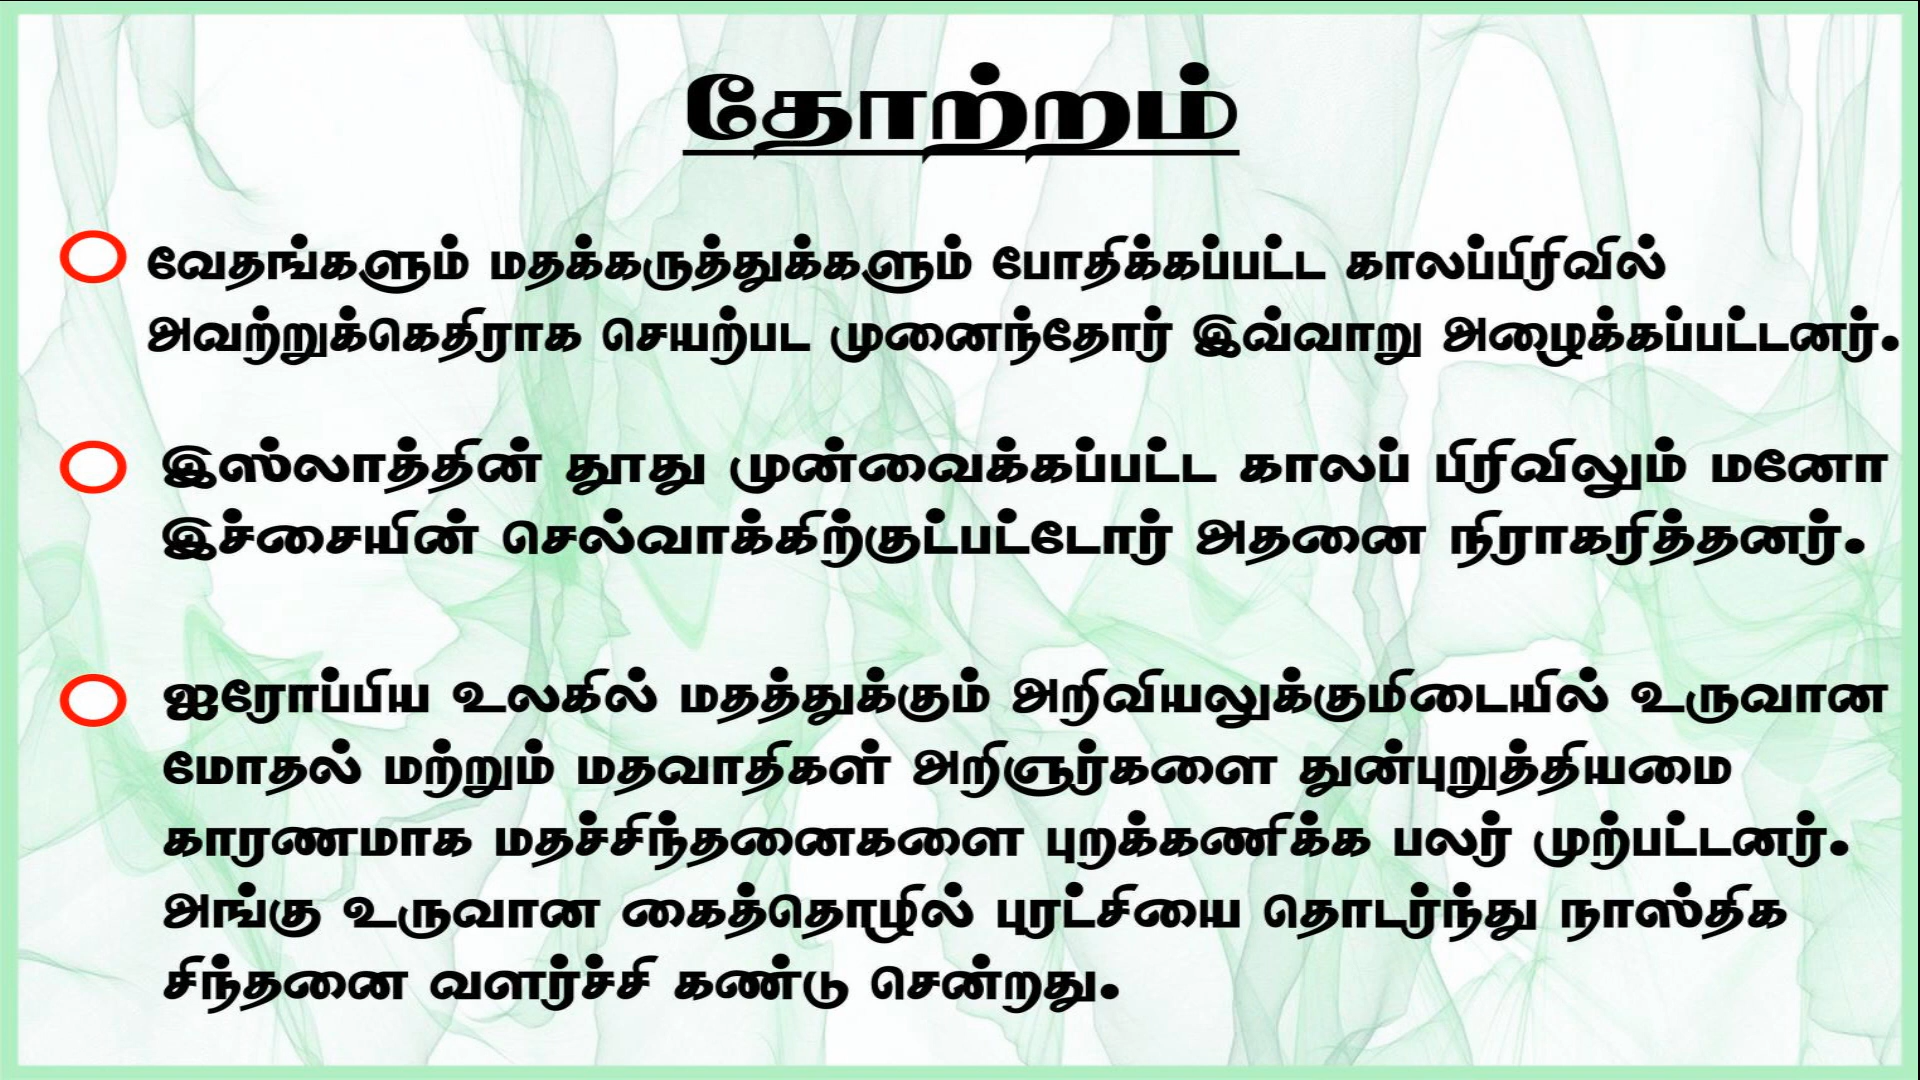 தோற்றம்
வேதங்களும் மதக்கருத்துக்களும் போதிக்கப்பட்ட காலப்பிரிவில்
அவற்றுக்கெதிராக செயற்பட முனைந்தோர் இவ்வாறு அழைக்கப்பட்டனர்.
இஸ்லாத்தின் தூது முன்வைக்கப்பட்ட காலப் பிரிவிலும் மனோ
இச்சையின் செல்வாக்கிற்குட்பட்டோர் அதனை நிராகரித்தனர்.
ஐரோப்பிய உலகில் மதத்துக்கும் அறிவியலுக்குமிடையில் உருவான
மோதல் மற்றும் மதவாதிகள் அறிஞர்களை துன்புறுத்தியமை
காரணமாக மதச்சிந்தனைகளை புறக்கணிக்க பலர் முற்பட்டனர்.
அங்கு உருவான கைத்தொழில் புரட்சியை தொடர்ந்து நாஸ்திக
சிந்தனை வளர்ச்சி கண்டு சென்றது.